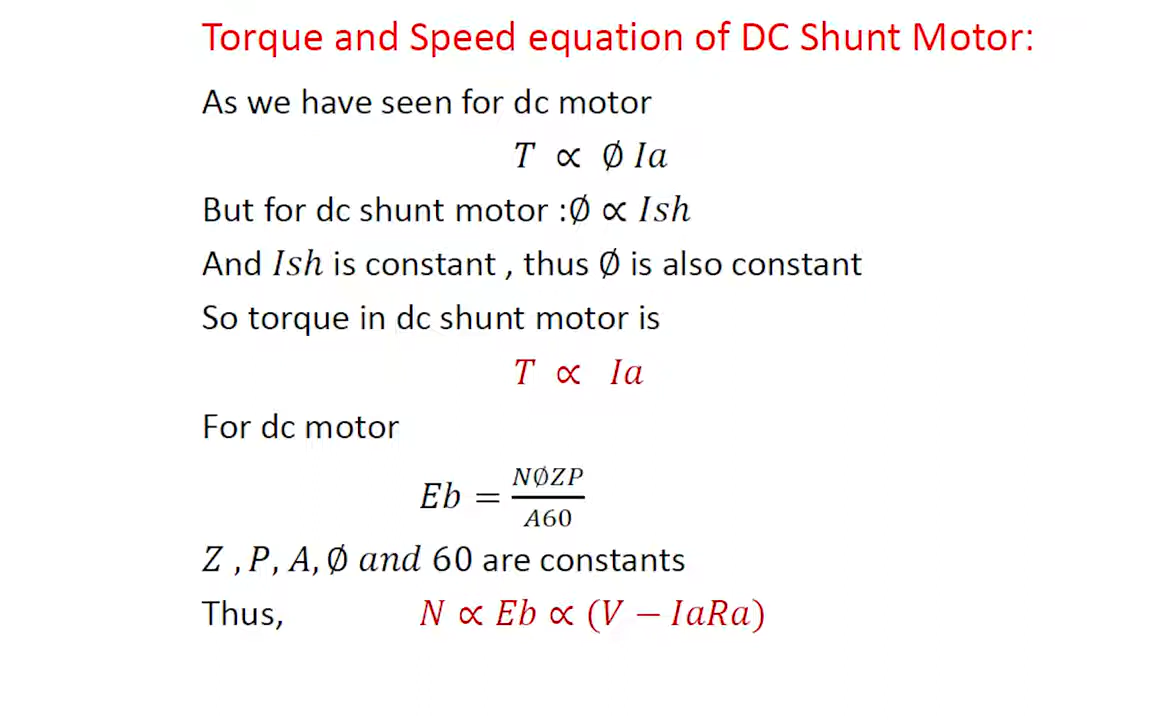 Torque and Speed equation of DC Shunt Motor:
As we have seen for dc motor
T ∝ ∅ Ia
But for dc shunt motor :∅ ∝ Ish
And Ish is constant , thus ∅ is also constant
So torque in dc shunt motor is
T ∝ Ia
For dc motor
Eb = N∅ZP / A60
Z , P, A, ∅ and 60 are constants
Thus, N ∝ Eb ∝ (V − IaRa)